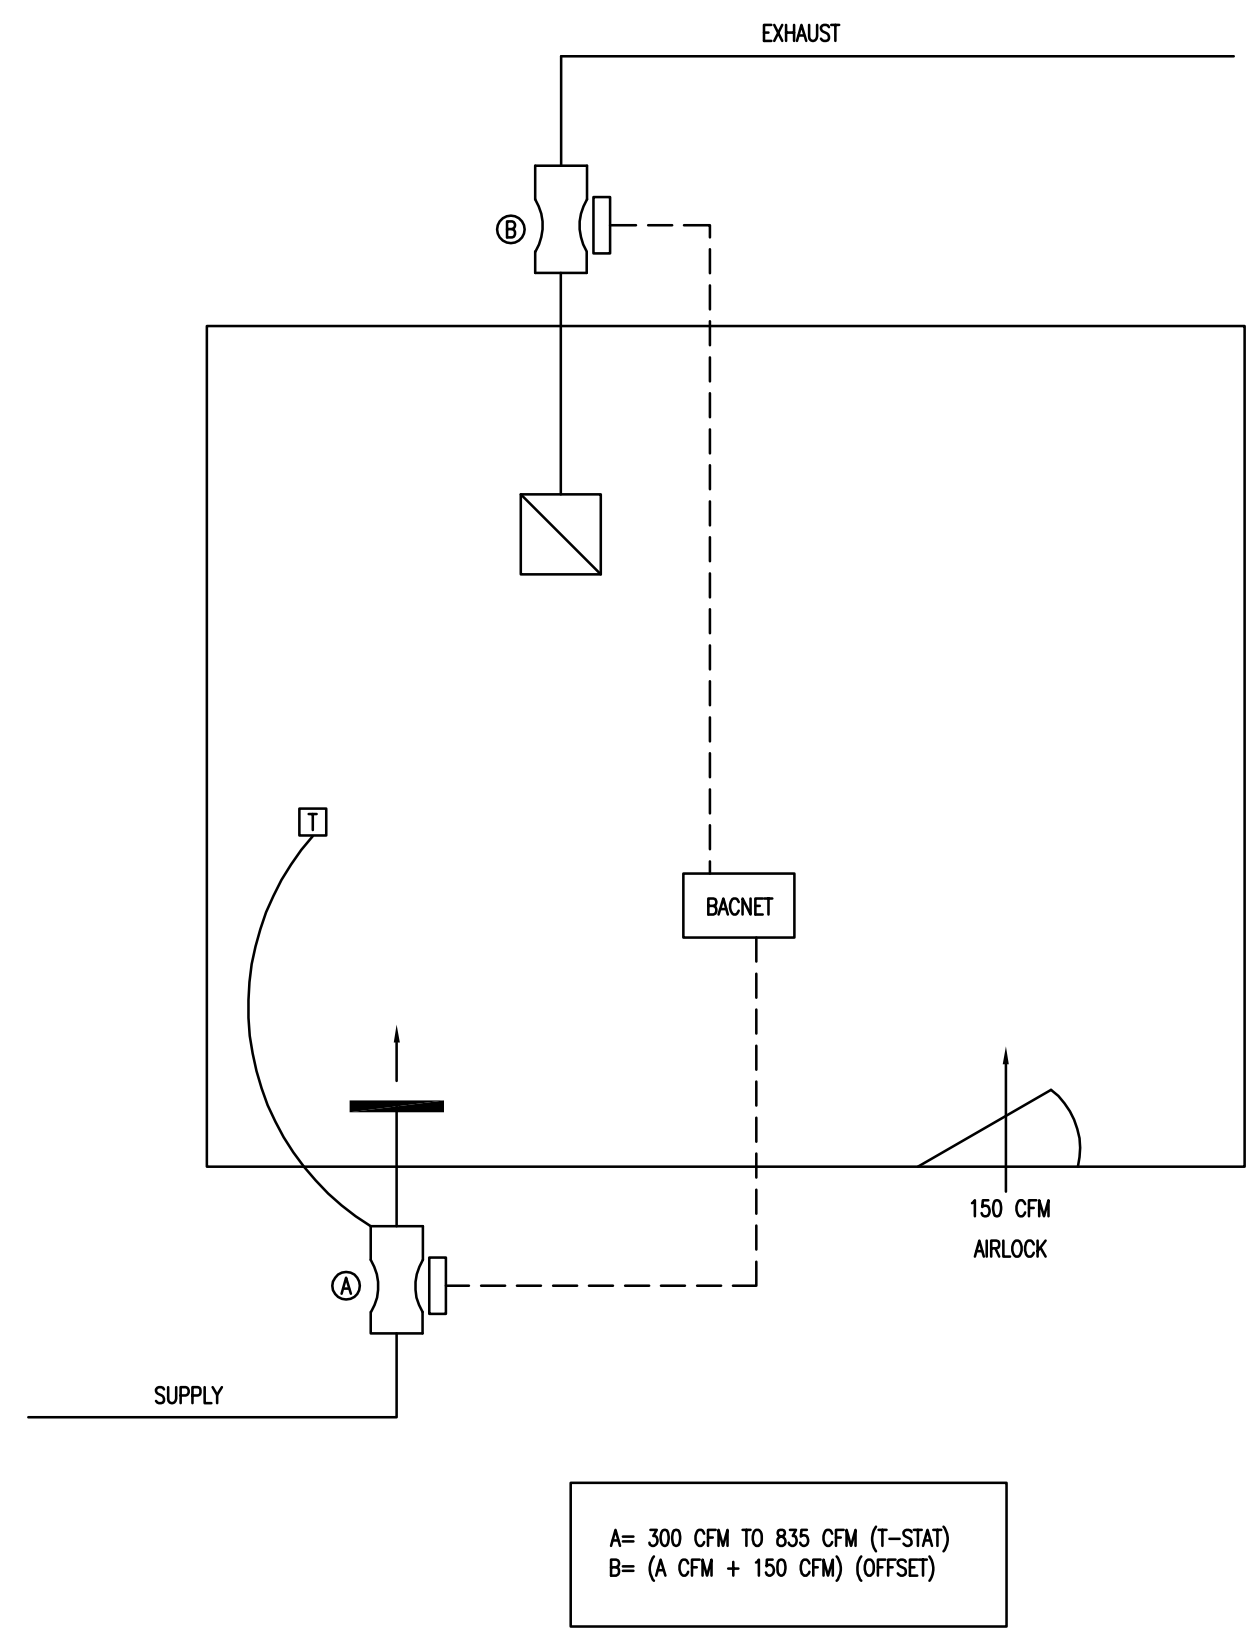 EXHAUST
B
T
BACNET
150 CFM
AIRLOCK
A
SUPPLY
A= 300 CFM TO 835 CFM (T-STAT)
B= (A CFM + 150 CFM) (OFFSET)